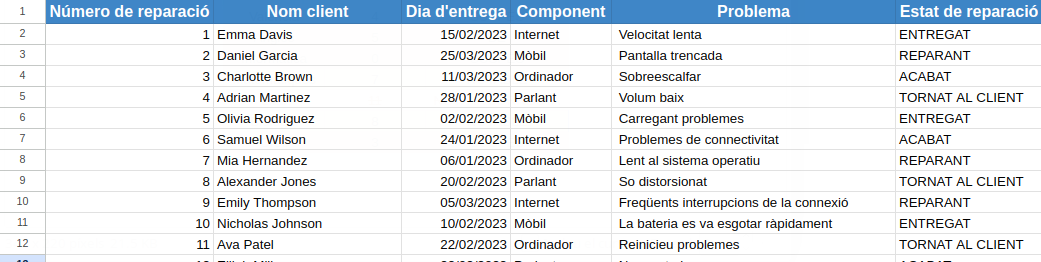 1 Número de reparació Nom client Dia d'entrega Component Problema Estat de reparació
2 1 Emma Davis 15/02/2023 Internet Velocitat lenta ENTREGAT
3 2 Daniel Garcia 25/03/2023 Mòbil Pantalla trencada REPARANT
4 3 Charlotte Brown 11/03/2023 Ordinador Sobreescalfar ACABAT
5 4 Adrian Martinez 28/01/2023 Parlant Volum baix TORNAT AL CLIENT
6 5 Olivia Rodriguez 02/02/2023 Mòbil Carregant problemes ENTREGAT
7 6 Samuel Wilson 24/01/2023 Internet Problemes de connectivitat ACABAT
8 7 Mia Hernandez 06/01/2023 Ordinador Lent al sistema operatiu REPARANT
9 8 Alexander Jones 20/02/2023 Parlant So distorsionat TORNAT AL CLIENT
10 9 Emily Thompson 05/03/2023 Internet Freqüents interrupcions de la connexió REPARANT
11 10 Nicholas Johnson 10/02/2023 Mòbil La bateria es va esgotar ràpidament ENTREGAT
12 11 Ava Patel 22/02/2023 Ordinador Reinicieu problemes TORNAT AL CLIENT